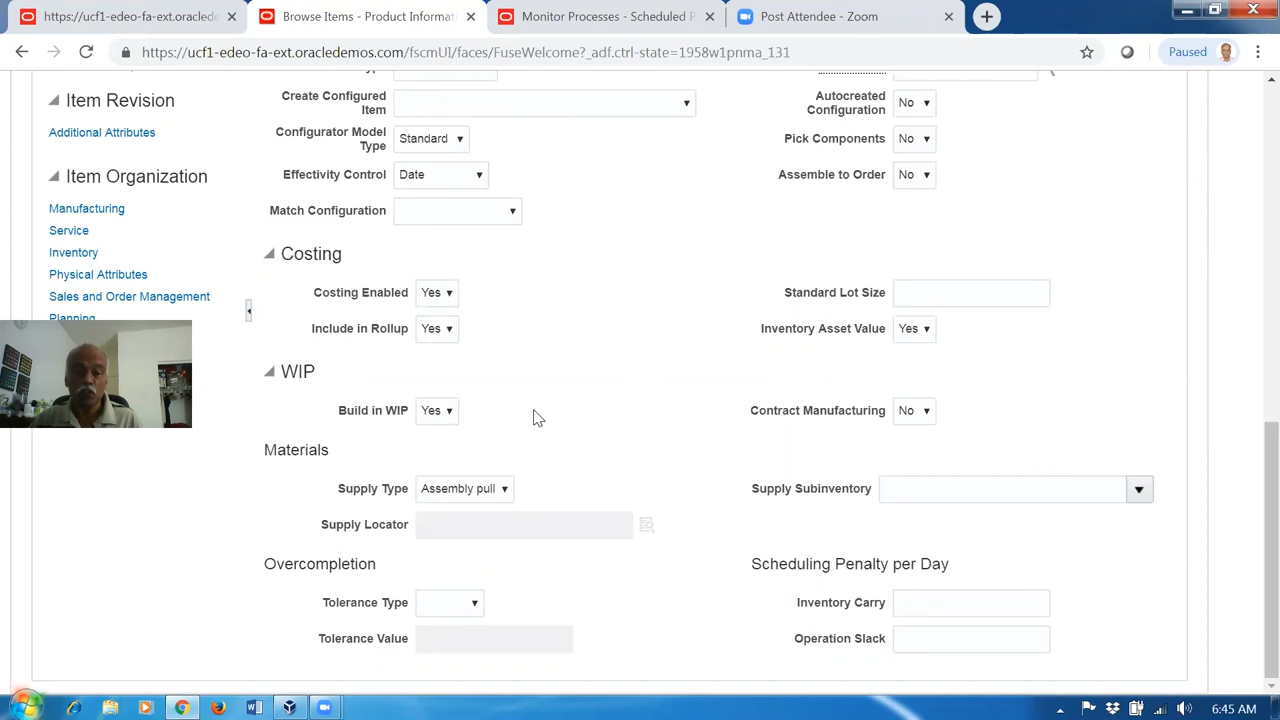 https://ucf1-edeo-fa-ext.oraclede
Browse Items - Product Informat
Processes - Scheduled P
Post Attendee - Zoom
https://ucf1-edeo-fa-ext.oracledemos.com/fscmUI/faces/FuseWelcome?_adf.ctrl-state=1958w1pnma_131
Paused
Item Revision
Additional Attributes
Item Organization
Manufacturing
Service
Inventory
Physical Attributes
Sales and Order Management
Planning
Create Configured Item
Autocreated Configuration No
Configurator Model Type Standard
Pick Components No
Effectivity Control Date
Assemble to Order No
Match Configuration
Costing
Costing Enabled Yes
Standard Lot Size
Include in Rollup Yes
Inventory Asset Value Yes
WIP
Build in WIP Yes
Contract Manufacturing No
Materials
Supply Type Assembly pull
Supply Subinventory
Supply Locator
Overcompletion
Scheduling Penalty per Day
Tolerance Type
Inventory Carry
Tolerance Value
Operation Slack
6:45 AM